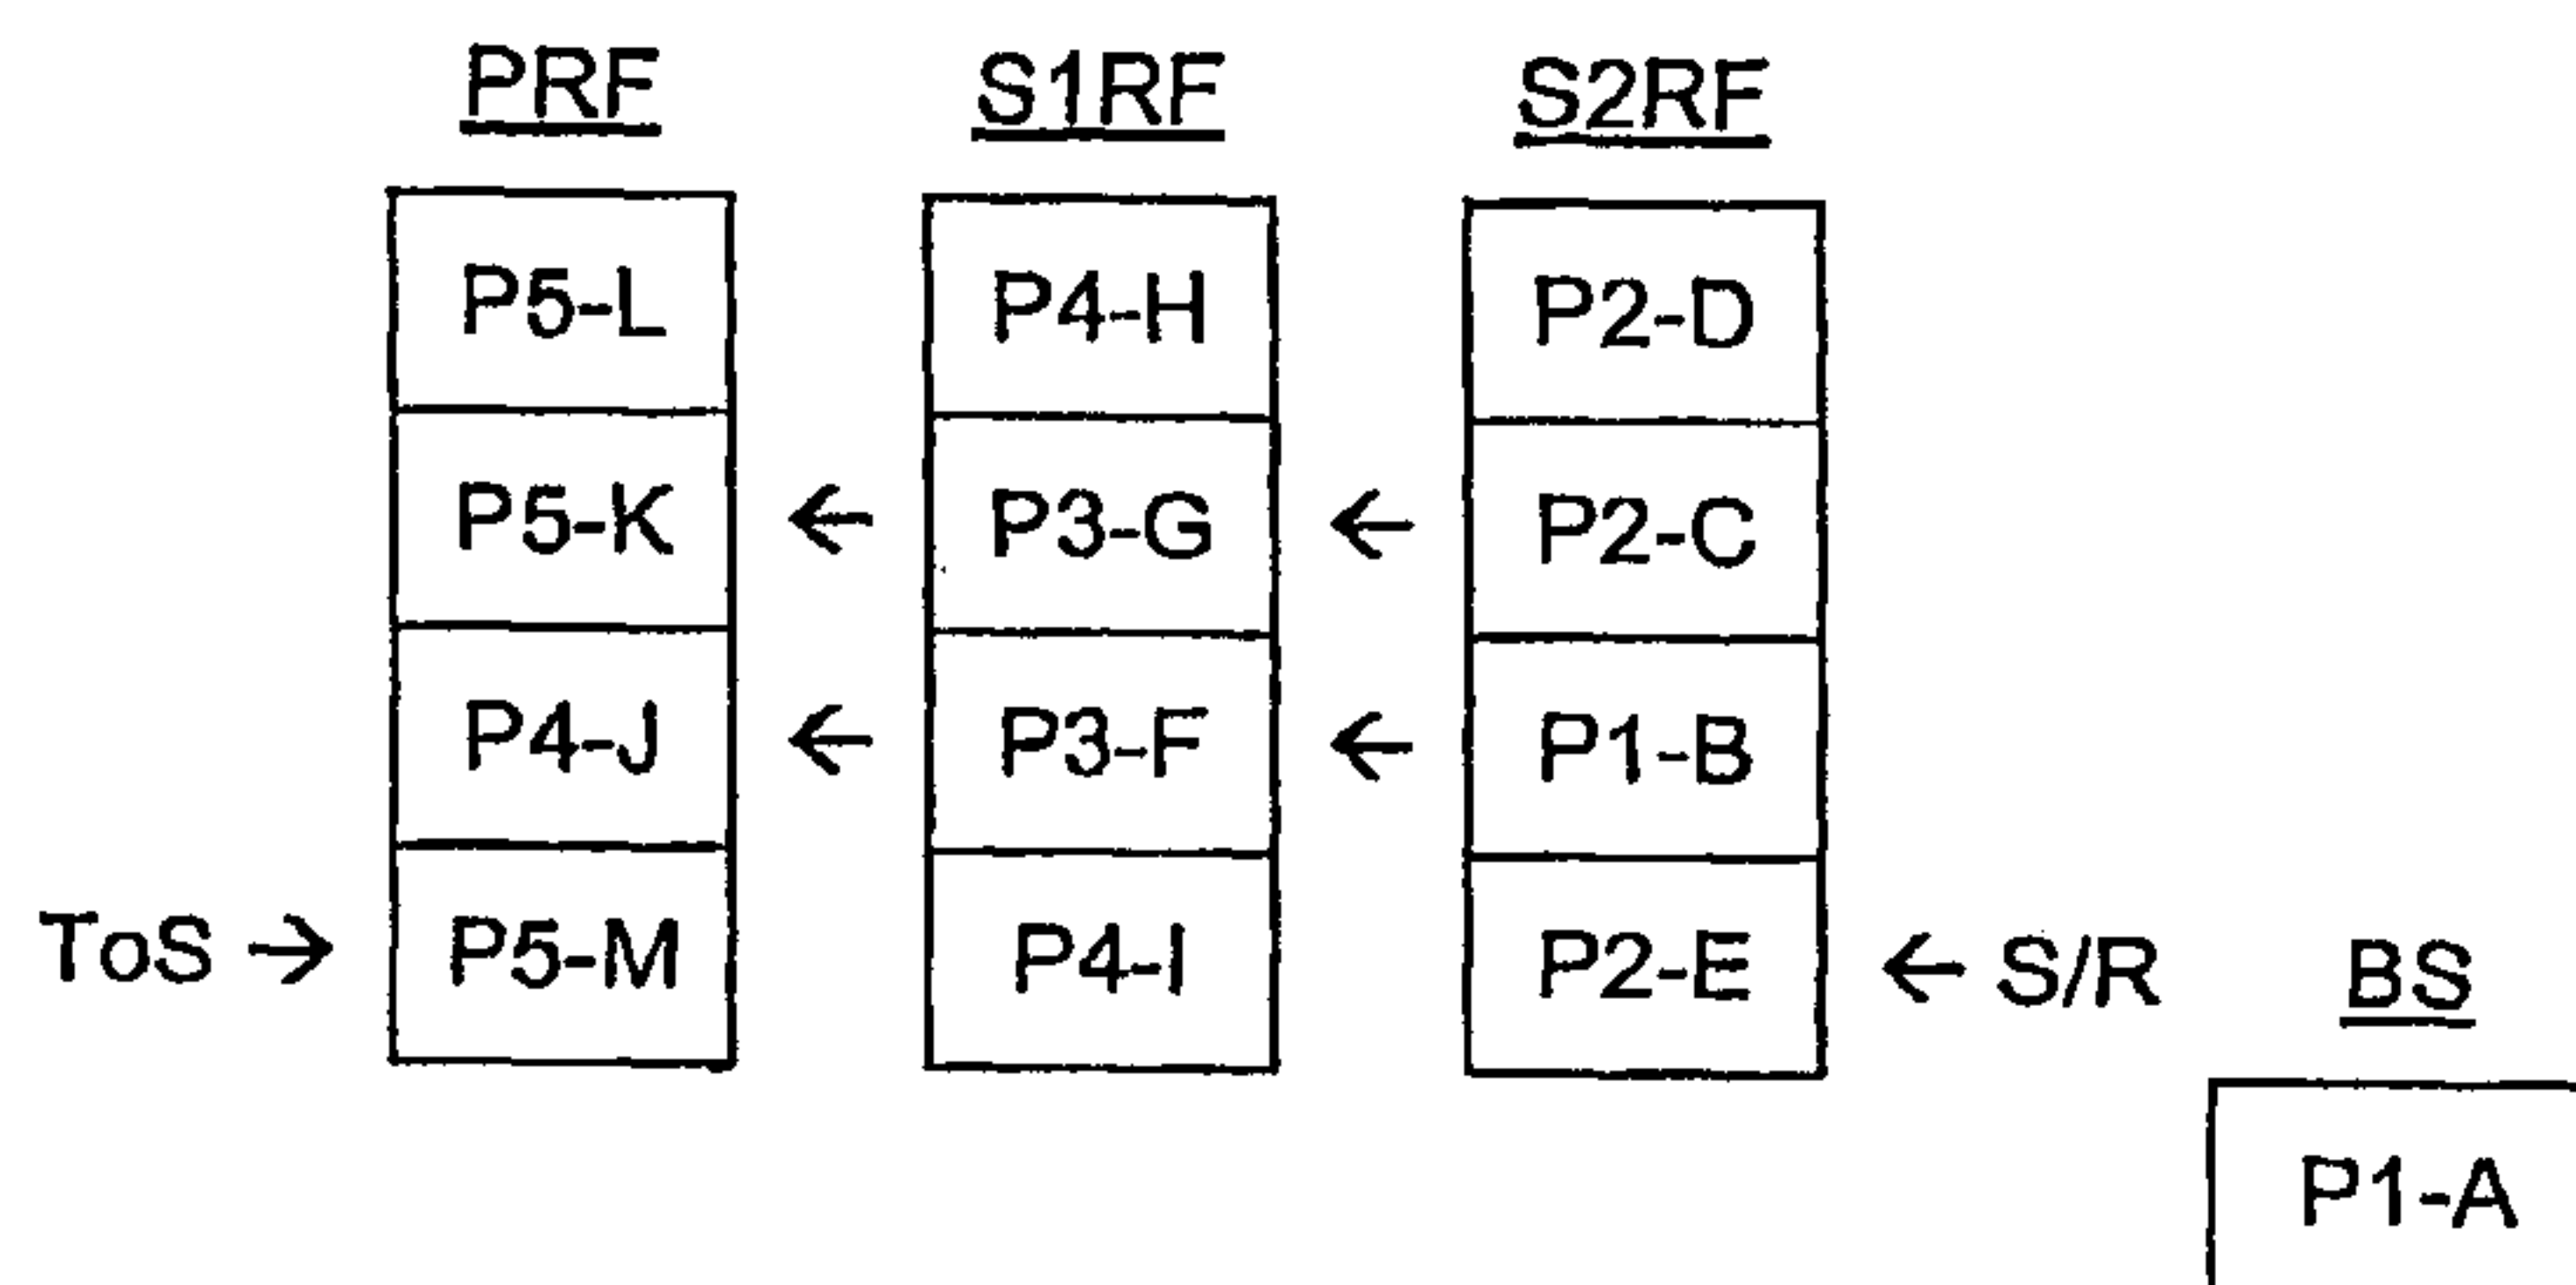 PRF S1RF S2RF
P5-L P4-H P2-D
P5-K ← P3-G ← P2-C
P4-J ← P3-F ← P1-B
ToS → P5-M P4-I P2-E ← S/R BS
P1-A